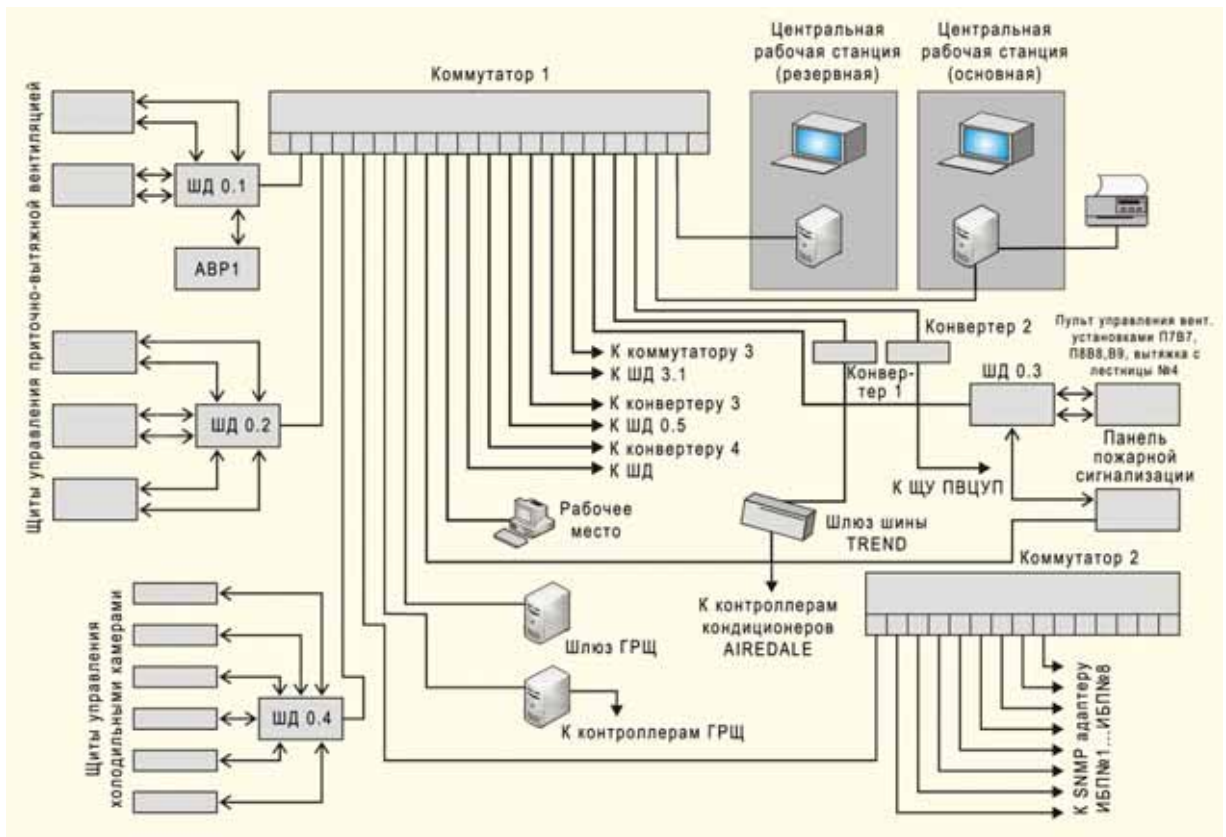 Центральная
рабочая станция
(резервная)
Центральная
рабочая станция
(основная)
Коммутатор 1
Щиты управления приточно-вытяжной вентиляцией
ШД 0.1
АВР1
ШД 0.2
Конвертер 2
Пульт управления вент.
установками П7В7,
П8В8,В9, вытяжка с
лестницы №4
К коммутатору 3
К ШД 3.1
К конвертеру 3
К ШД 0.5
К конвертеру 4
К ШД
Конвер-
тер 1
ШД 0.3
Панель
пожарной
сигнализации
К ЩУ ПВЦУП
Рабочее
место
Шлюз шины
TREND
Коммутатор 2
Щиты управления
холодильными камерами
ШД 0.4
Шлюз ГРЩ
К контроллерам ГРЩ
К контроллерам
кондиционеров
AIREDALE
К SNMP адаптеру
ИБП№1...ИБП№8